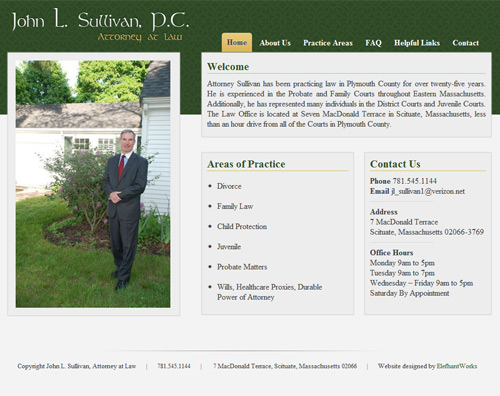 John L. Sullivan, P.C.
Attorney at Law
Home About Us Practice Areas FAQ Helpful Links Contact
Welcome
Attorney Sullivan has been practicing law in Plymouth County for over twenty-five years.
He is experienced in the Probate and Family Courts throughout Eastern Massachusetts.
Additionally, he has represented many individuals in the District Courts and Juvenile Courts.
The Law Office is located at Seven MacDonald Terrace in Scituate, Massachusetts, less
than an hour drive from all of the Courts in Plymouth County.
Areas of Practice
Divorce
Family Law
Child Protection
Juvenile
Probate Matters
Wills, Healthcare Proxies, Durable
Power of Attorney
Contact Us
Phone 781.545.1144
Email jl_sullivan1@verizon.net
Address
7 MacDonald Terrace
Scituate, Massachusetts 02066-3769
Office Hours
Monday 9am to 5pm
Tuesday 9am to 7pm
Wednesday – Friday 9am to 5pm
Saturday By Appointment
Copyright John L. Sullivan, Attorney at Law | 781.545.1144 | 7 MacDonald Terrace, Scituate, Massachusetts 02066 | Website designed by ElefhantWorks